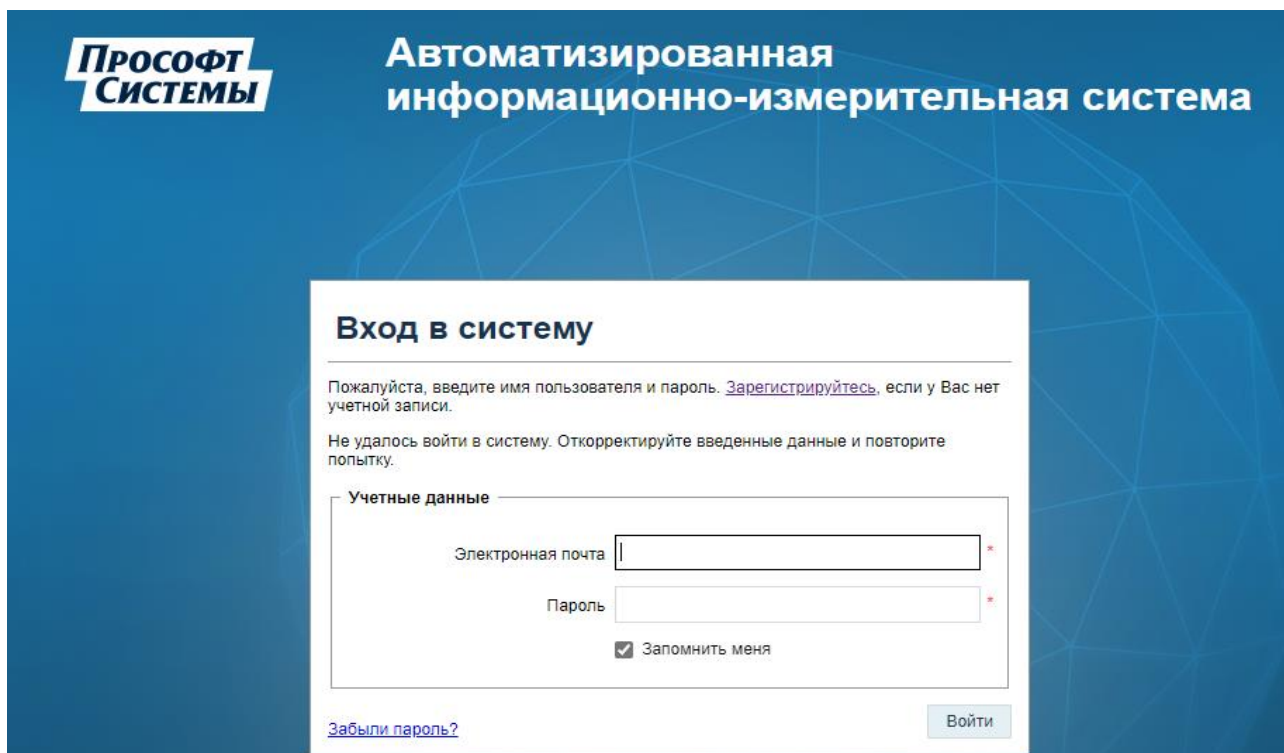 Прософт
Системы
Автоматизированная
информационно-измерительная система
Вход в систему
Пожалуйста, введите имя пользователя и пароль. Зарегистрируйтесь, если у Вас нет
учетной записи.
Не удалось войти в систему. Откорректируйте введенные данные и повторите
попытку.
Учетные данные
Электронная почта *
Пароль *
Запомнить меня
Забыли пароль? Войти